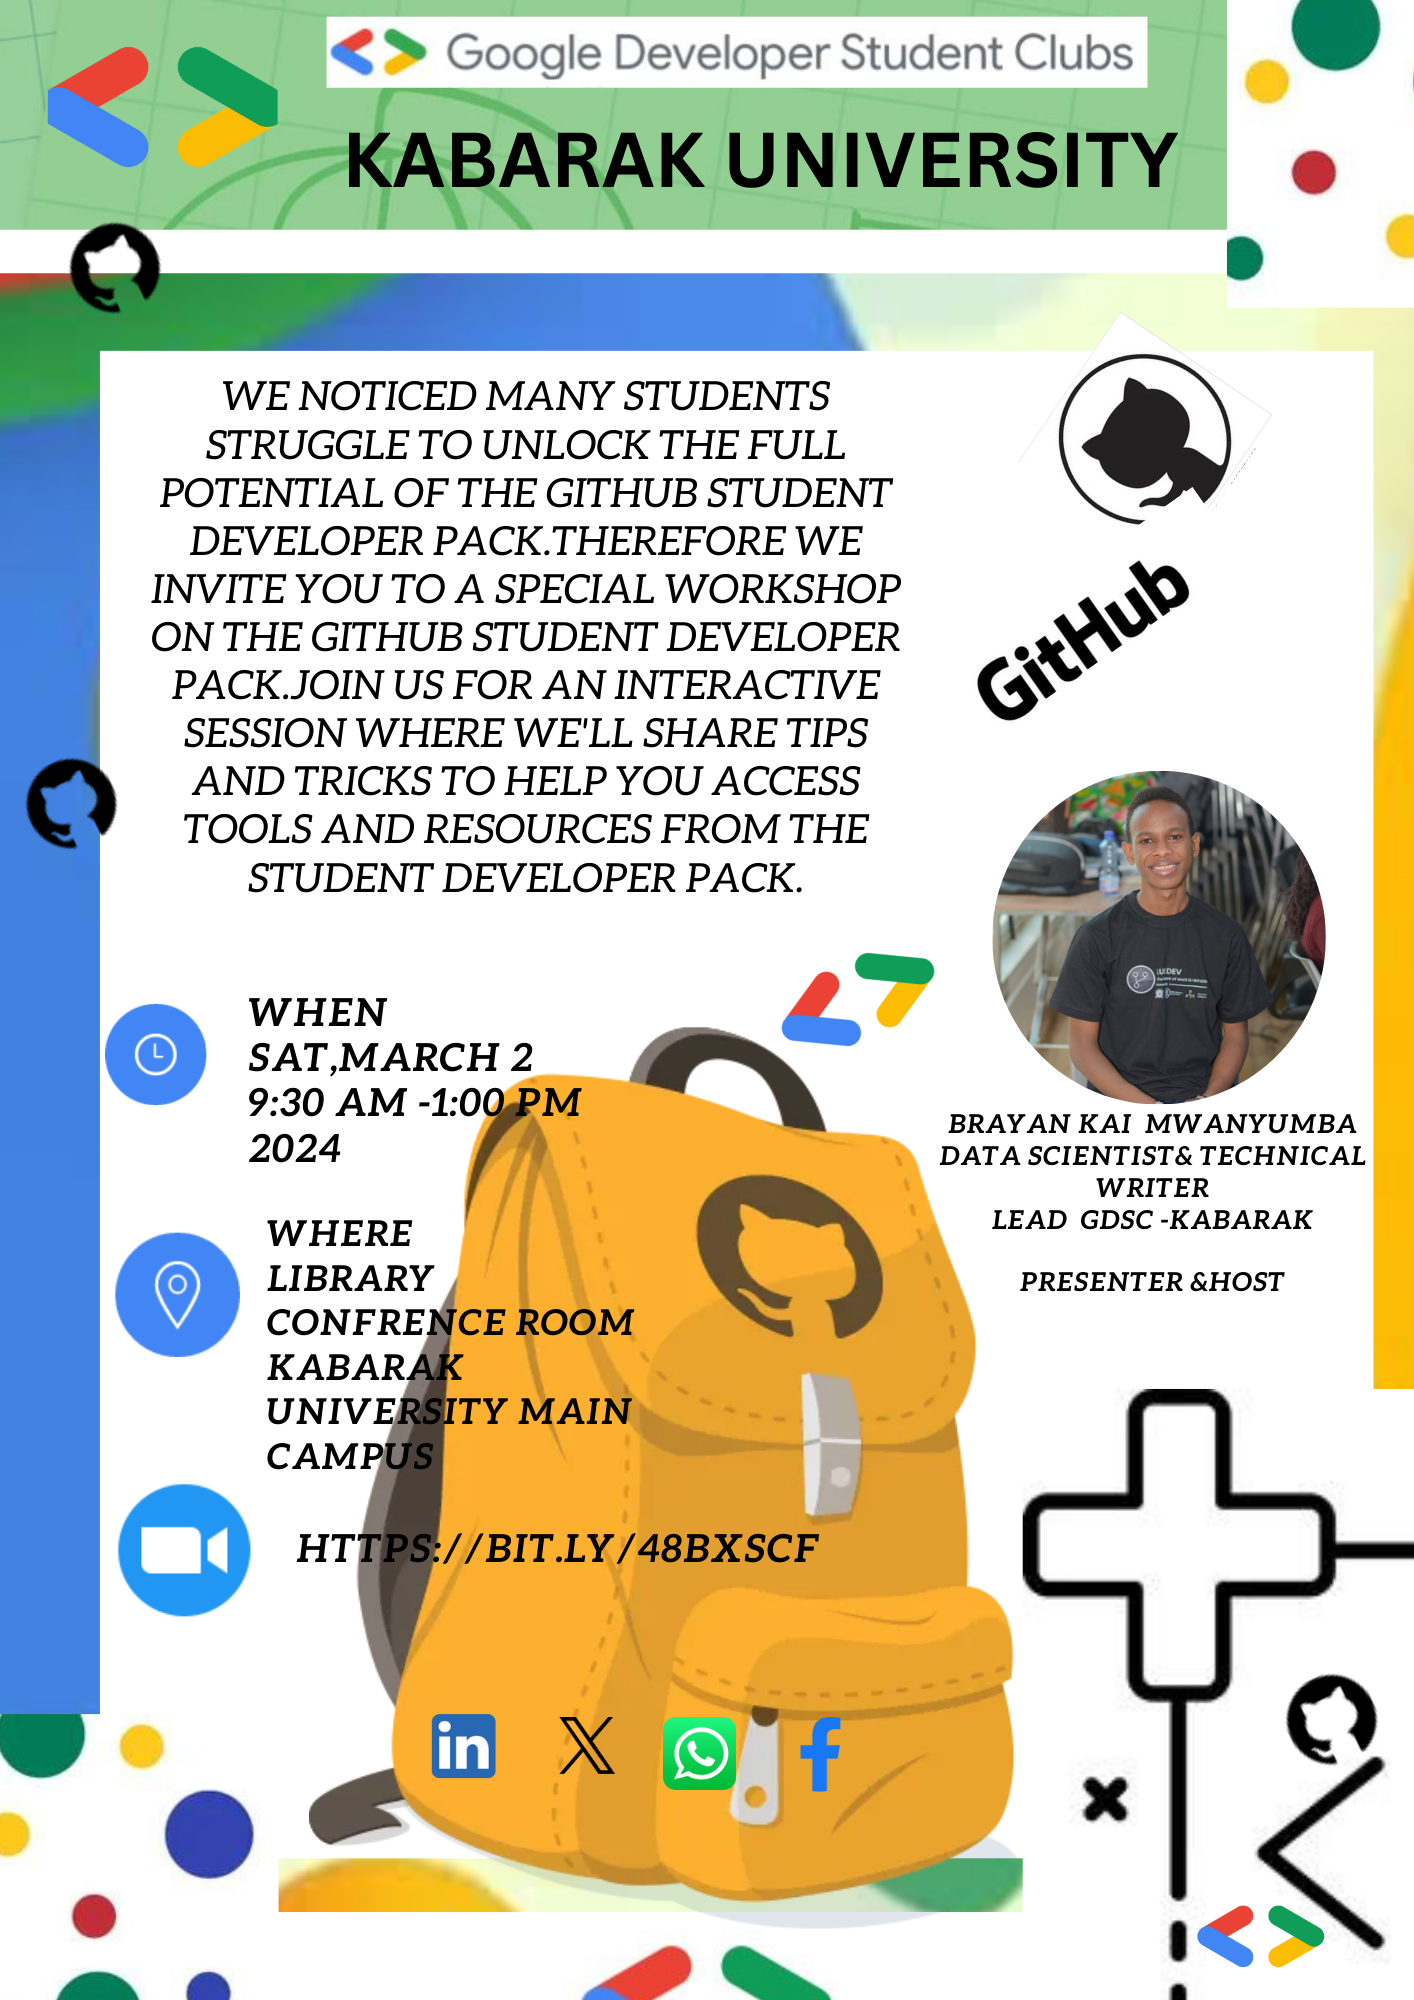 Google Developer Student Clubs
KABARAK UNIVERSITY
WE NOTICED MANY STUDENTS
STRUGGLE TO UNLOCK THE FULL
POTENTIAL OF THE GITHUB STUDENT
DEVELOPER PACK.THEREFORE WE
INVITE YOU TO A SPECIAL WORKSHOP
ON THE GITHUB STUDENT DEVELOPER
PACK.JOIN US FOR AN INTERACTIVE
SESSION WHERE WE'LL SHARE TIPS
AND TRICKS TO HELP YOU ACCESS
TOOLS AND RESOURCES FROM THE
STUDENT DEVELOPER PACK.
GitHub
WHEN
SAT,MARCH 2
9:30 AM -1:00 PM
2024
WHERE
LIBRARY
CONFRENCE ROOM
KABARAK
UNIVERSITY MAIN
CAMPUS
HTTPS://BIT.LY/48BXSCF
BRAYAN KAI MWANYUMBA
DATA SCIENTIST& TECHNICAL
WRITER
LEAD GDSC -KABARAK
PRESENTER &HOST
in